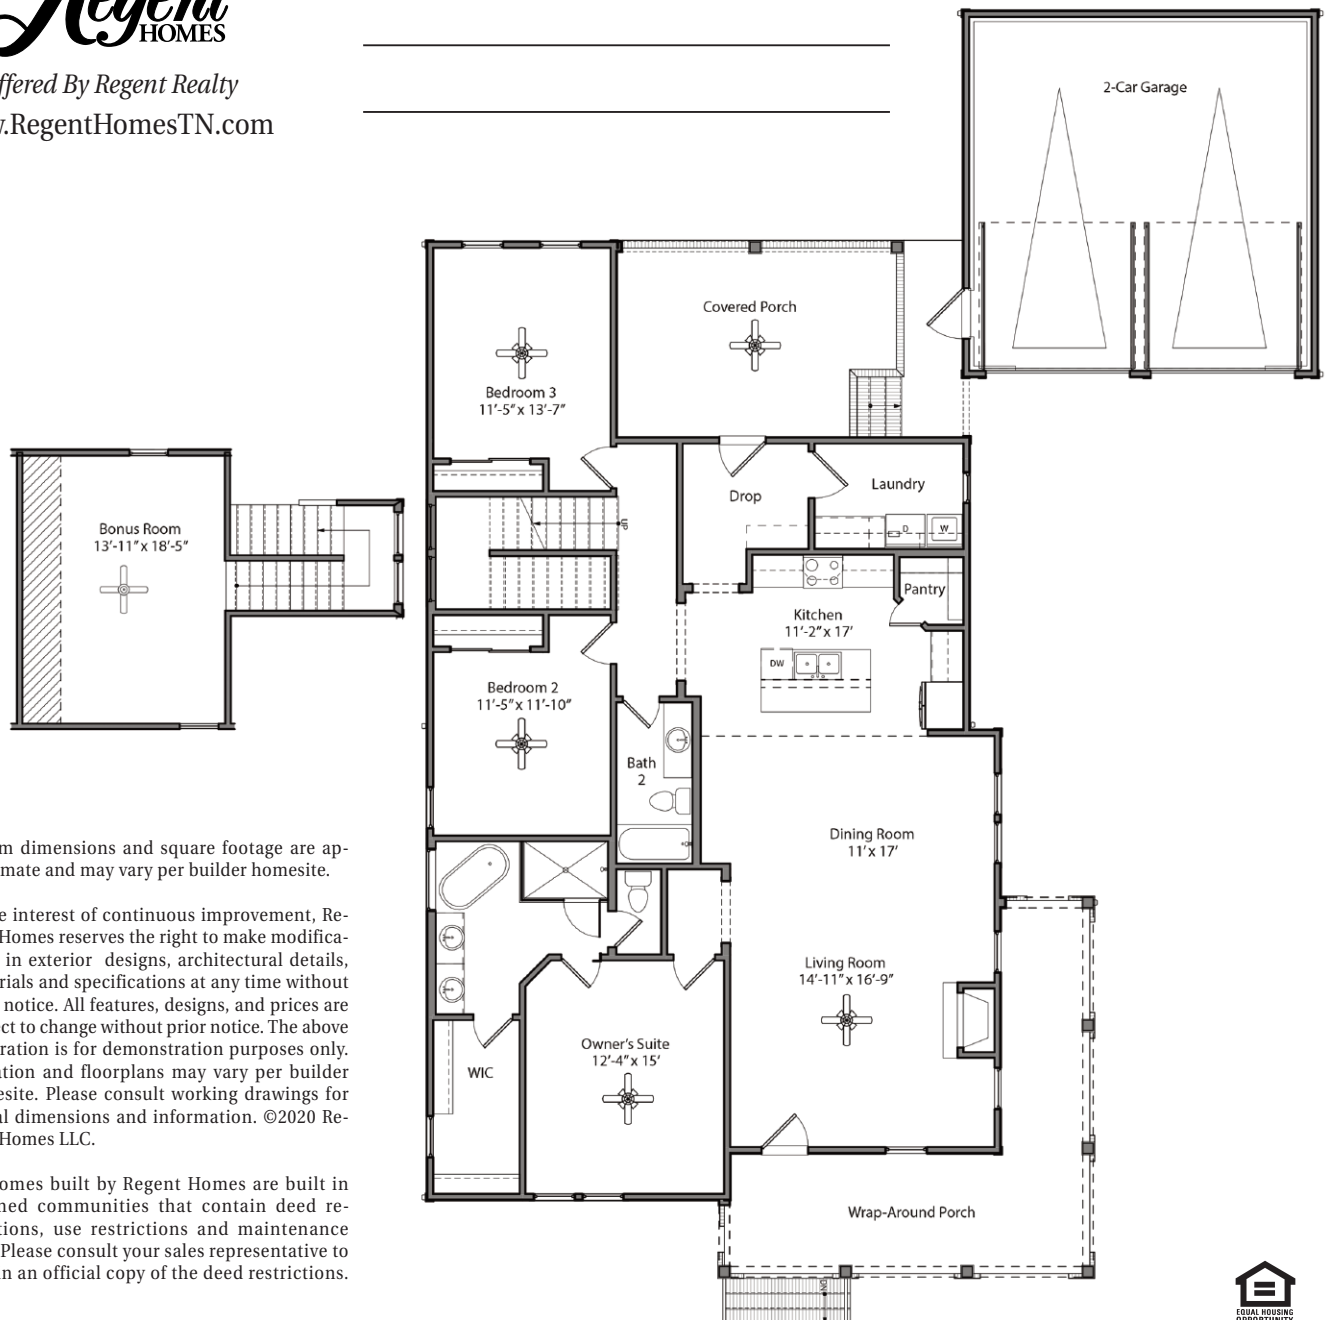 Regent
HOMES
ffered By Regent Realty
.RegentHomesTN.com
2-Car Garage
Covered Porch
Bedroom 3
11'-5" x 13'-7"
Bonus Room
13'-11" x 18'-5"
UP
Drop
Laundry
D
W
Pantry
Kitchen
11'-2" x 17'
DW
Bedroom 2
11'-5" x 11'-10"
Bath
2
Dining Room
11' x 17'
Living Room
14'-11" x 16'-9"
Owner's Suite
12'-4" x 15'
WIC
Wrap-Around Porch
DN
m dimensions and square footage are ap-
mate and may vary per builder homesite.
e interest of continuous improvement, Re-
Homes reserves the right to make modifica-
in exterior designs, architectural details,
rials and specifications at any time without
notice. All features, designs, and prices are
ect to change without prior notice. The above
ration is for demonstration purposes only.
ation and floorplans may vary per builder
esite. Please consult working drawings for
al dimensions and information. ©2020 Re-
Homes LLC.
omes built by Regent Homes are built in
ned communities that contain deed re-
tions, use restrictions and maintenance
Please consult your sales representative to
in an official copy of the deed restrictions.
EQUAL HOUSING
OPPORTUNITY